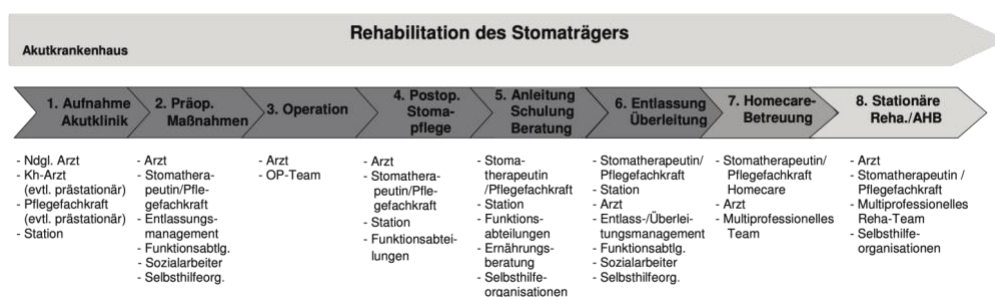 Rehabilitation des Stomaträgers
Akutkrankenhaus
1. Aufnahme
Akutklinik
2. Präop.
Maßnahmen
3. Operation
4. Postop.
Stoma-
pflege
5. Anleitung
Schulung
Beratung
6. Entlassung
Überleitung
7. Homecare-
Betreuung
8. Stationäre
Reha./AHB
- Ndgl. Arzt
- Kh-Arzt
(evtl. prästationär)
- Pflegefachkraft
(evtl. prästationär)
- Station
- Arzt
- Stomathera-
peutin/Pfle-
gefachkraft
- Station
- Entlassungs-
management
- Funktionsabtlg.
- Sozialarbeiter
- Selbsthilfeorg.
- Arzt
- OP-Team
- Arzt
- Stomathera-
peutin/Pfle-
gefachkraft
- Station
- Funktionsabtei-
lungen
- Stoma-
therapeutin
/Pflegefachkraft
- Station
- Funktions-
abteilungen
- Ernährungs-
beratung
- Selbsthilfe-
organisationen
- Stomatherapeutin/
Pflegefachkraft
- Station
- Arzt
- Entlass-/Überlei-
tungsmanagement
- Funktionsabtlg.
- Sozialarbeiter
- Selbsthilfeorg.
- Stomatherapeutin/
Pflegefachkraft
Homecare
- Arzt
- Multiprofessionelles
Team
- Arzt
- Stomatherapeutin /
Pflegefachkraft
- Multiprofessionelles
Reha-Team
- Selbsthilfe-
organisationen